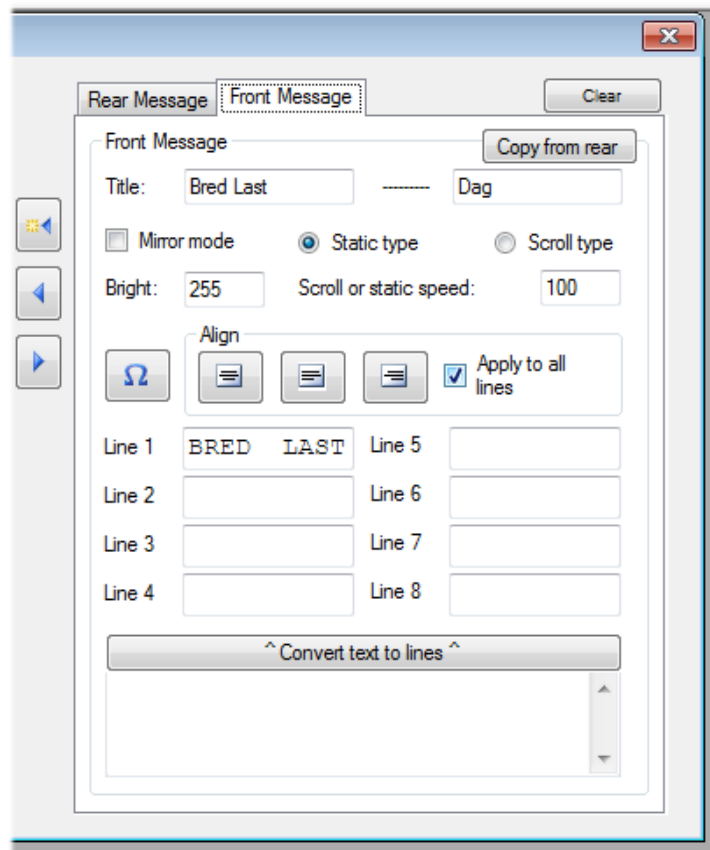 Rear Message Front Message Clear
Front Message Copy from rear
Title: Bred Last --------- Dag
Mirror mode Static type Scroll type
Bright: 255 Scroll or static speed: 100
Align
Ω Apply to all
lines
Line 1 BRED LAST Line 5
Line 2 Line 6
Line 3 Line 7
Line 4 Line 8
^ Convert text to lines ^